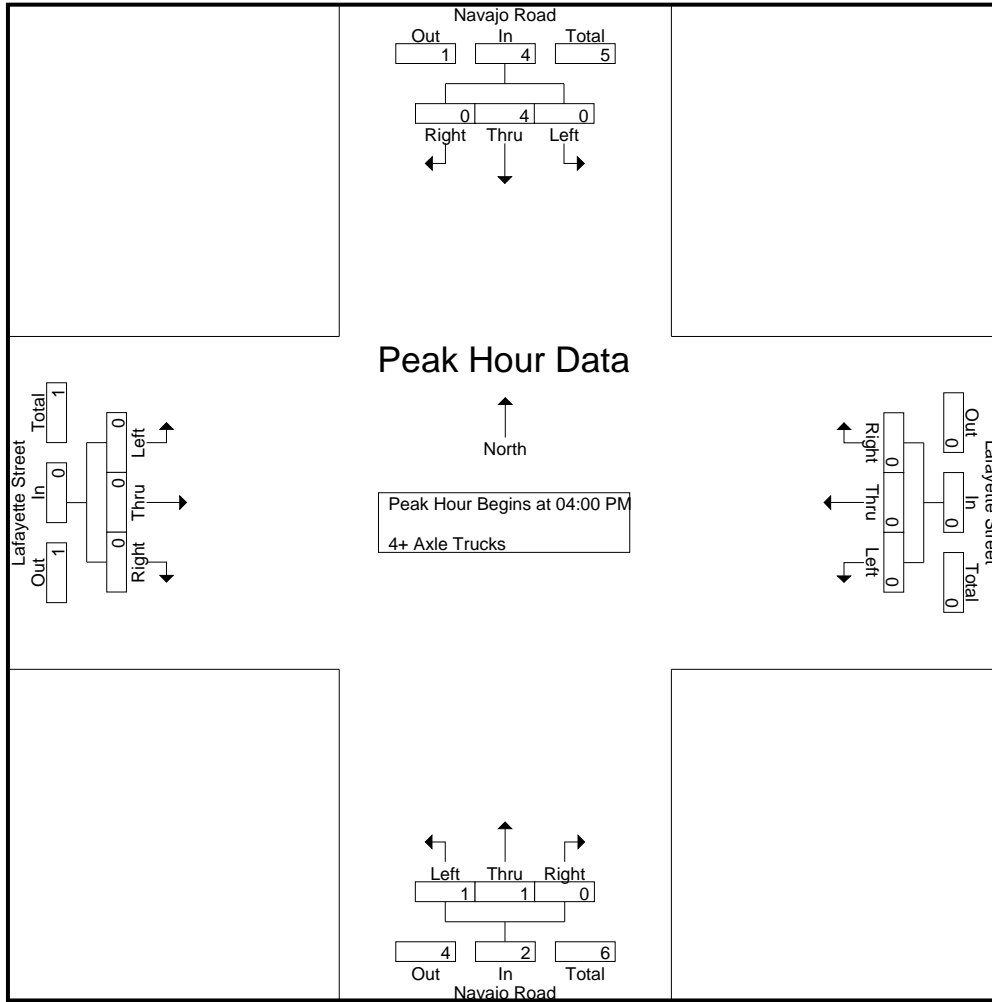 Navajo Road
Out In Total
1 4 5
0 4 0
Right Thru Left
Peak Hour Data
North
Peak Hour Begins at 04:00 PM
4+ Axle Trucks
Lafayette Street
Out In Total
1 0 1
0 0 0
Right Thru Left
Lafayette Street
Out In Total
0 0 0
0 0 0
Right Thru Left
Left Thru Right
1 1 0
4 2 6
Out In Total
Navajo Road